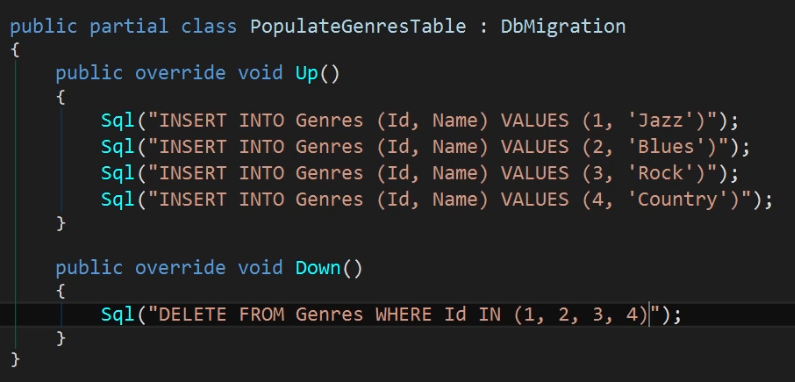 public partial class PopulateGenresTable : DbMigration
{
public override void Up()
{
Sql("INSERT INTO Genres (Id, Name) VALUES (1, 'Jazz')");
Sql("INSERT INTO Genres (Id, Name) VALUES (2, 'Blues')");
Sql("INSERT INTO Genres (Id, Name) VALUES (3, 'Rock')");
Sql("INSERT INTO Genres (Id, Name) VALUES (4, 'Country')");
}
public override void Down()
{
Sql("DELETE FROM Genres WHERE Id IN (1, 2, 3, 4)");
}
}